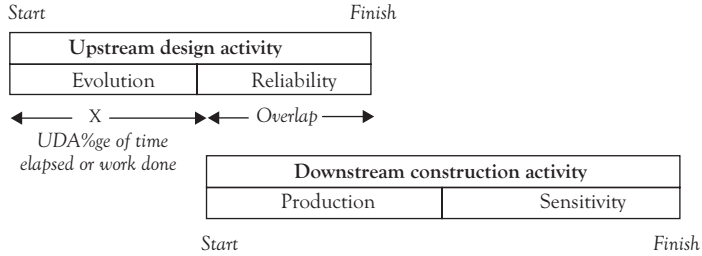 Start Finish
Upstream design activity
Evolution Reliability
X Overlap
UDA%ge of time
elapsed or work done
Downstream construction activity
Production Sensitivity
Start Finish